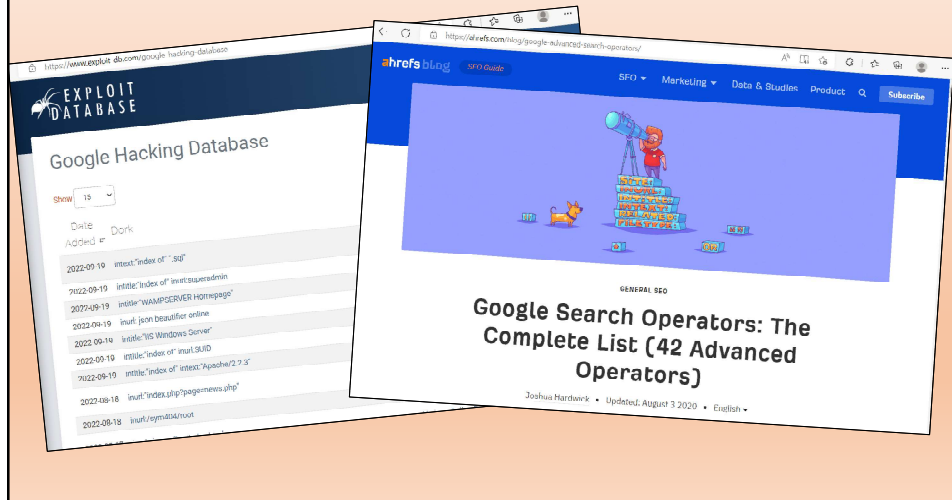 https://www.exploit-db.com/google-hacking-database
EXPLOIT
DATABASE
Google Hacking Database
Show 15
Date
Added
Dork
2022-09-19 intext:"index of" ".sql"
2022-09-19 intitle:"index of" inurl:superadmin
2022-09-19 intitle:"WAMPSERVER Homepage"
2022-09-19 inurl: json beautifier online
2022-09-19 intitle:"IIS Windows Server"
2022-09-19 intitle:"index of" inurl:SUID
2022-09-19 intitle:"index of" intext:"Apache/2.2.3"
2022-08-18 inurl:"index.php?page=news.php"
2022-08-18 inurl:/sym404/root
https://ahrefs.com/blog/google-advanced-search-operators/
ahrefs blog SEO Guide
SEO Marketing Data & Studies Product Subscribe
SITE:
INTITLE:
FILETYPE:
GENERAL SEO
Google Search Operators: The
Complete List (42 Advanced
Operators)
Joshua Hardwick • Updated: August 3 2020 • English